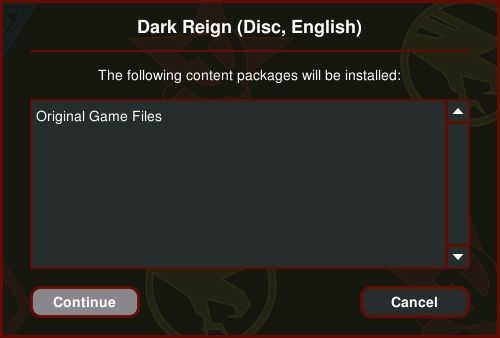 Dark Reign (Disc, English)
The following content packages will be installed:
Original Game Files
Continue
Cancel